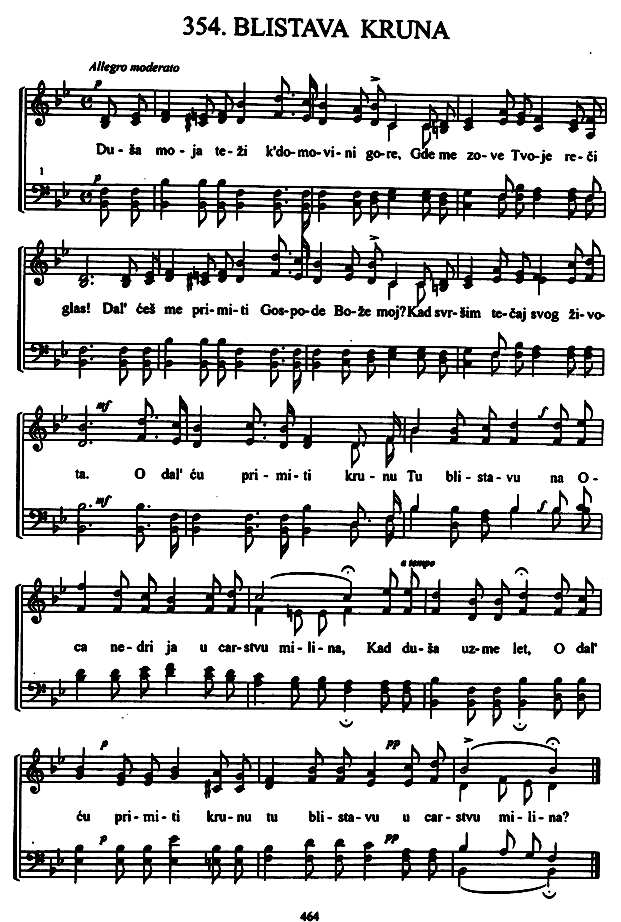 354. BLISTAVA KRUNA
Allegro moderato
p
Du - ša mo - ja te - ži k'do - mo - vi - ni go - re, Gde me zo - ve Tvo - je re - či
1
p
glas! Dal' ćeš me pri - mi - ti Gos - po - de Bo - že moj? Kad svr - šim te - čaj svog ži - vo -
mf
f
ta. O dal' ću pri - mi - ti kru - nu Tu bli - sta - vu na O -
mf
f
a tempo
ca ne - dri ja u car - stvu mi - li - na, Kad du - ša uz - me let, O dal'
p
pp
ću pri - mi - ti kru - nu tu bli - sta - vu u car - stvu mi - li - na?
p
pp
464